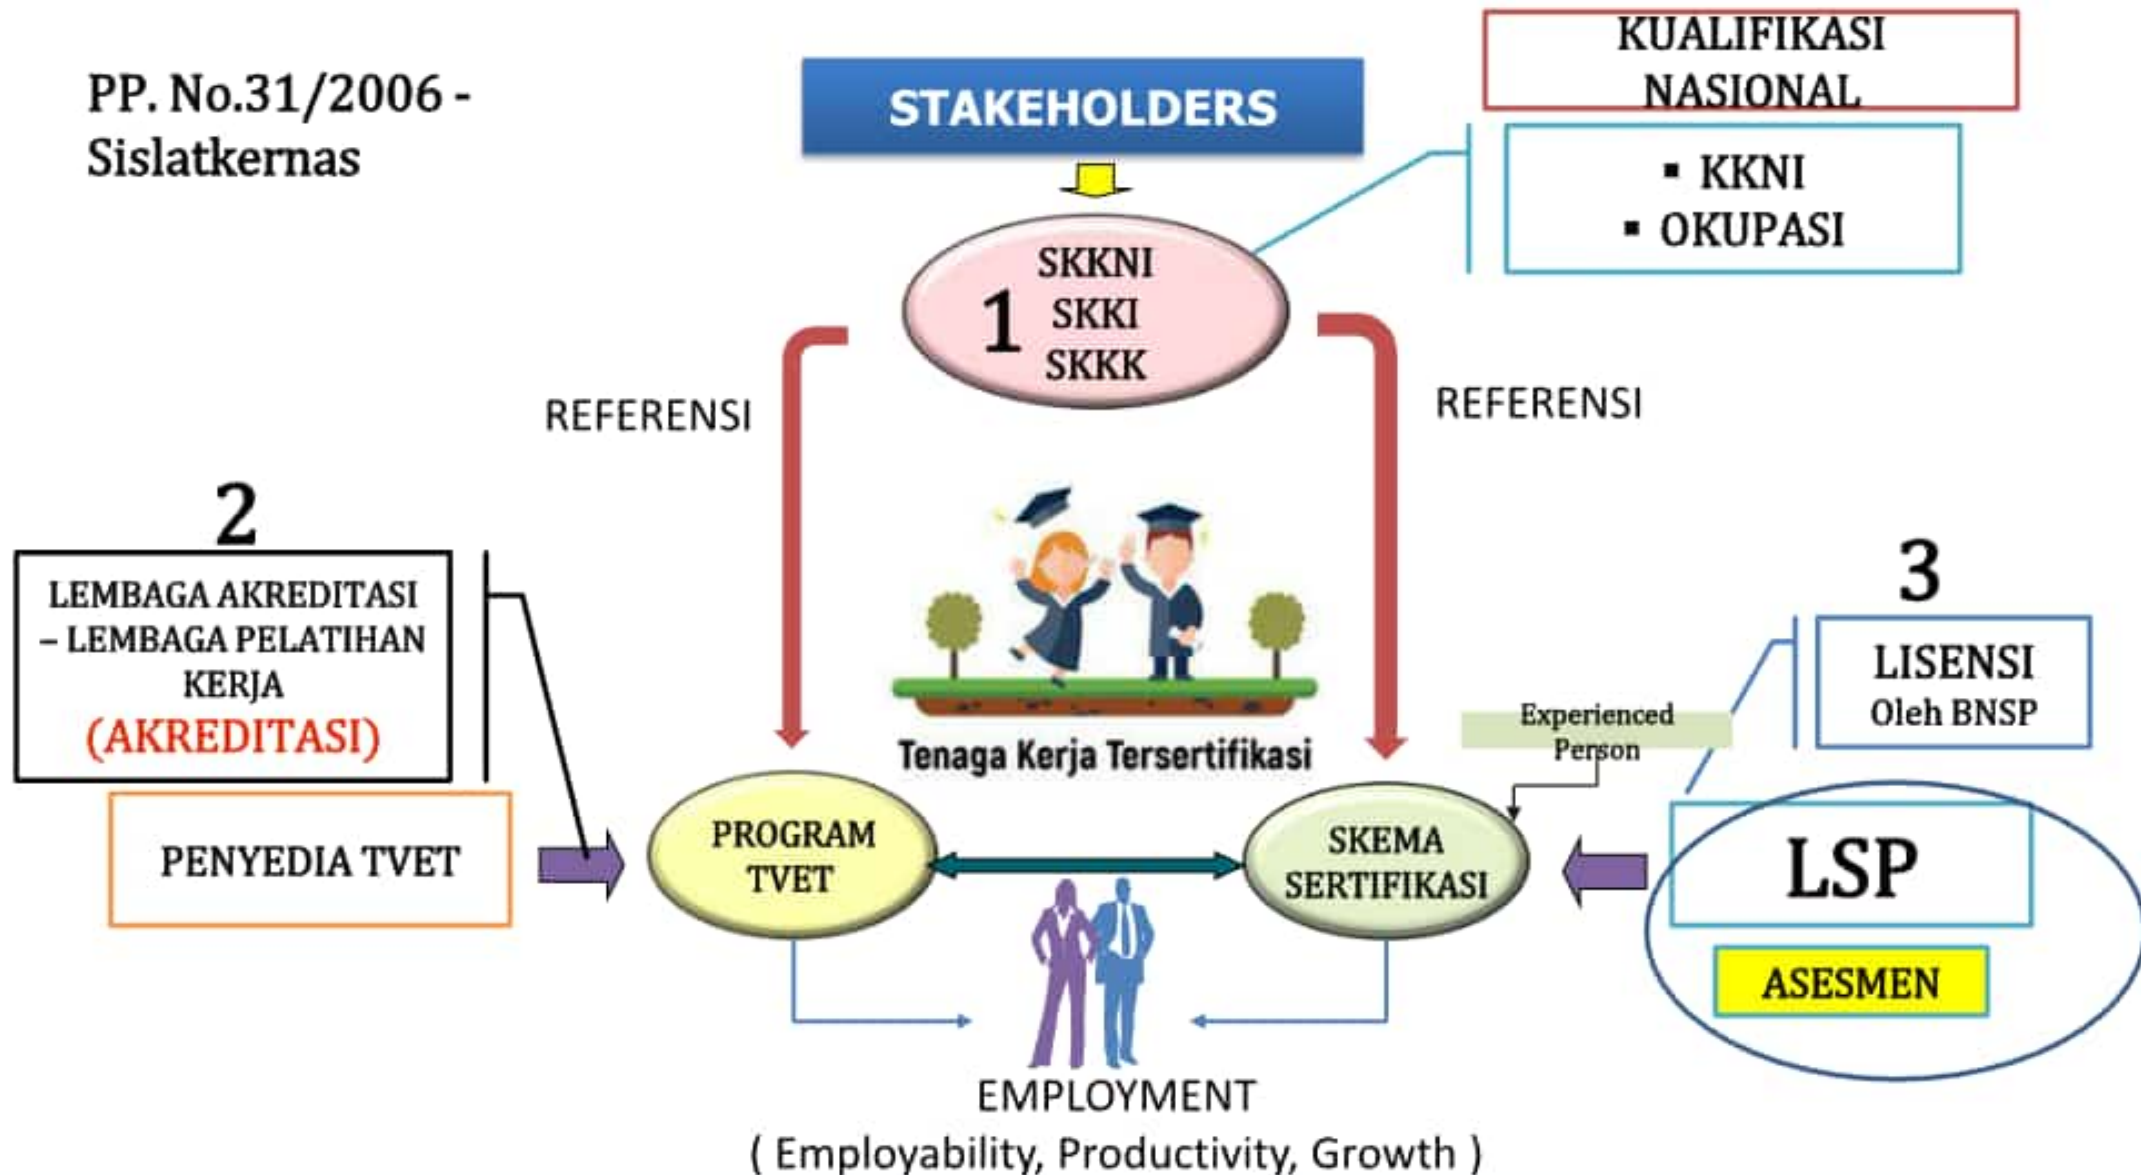 PP. No.31/2006 -
Sislatkernas
STAKEHOLDERS
KUALIFIKASI
NASIONAL
▪ KKNI
▪ OKUPASI
1
SKKNI
SKKI
SKKK
REFERENSI
REFERENSI
2
LEMBAGA AKREDITASI
– LEMBAGA PELATIHAN
KERJA
(AKREDITASI)
PENYEDIA TVET
Tenaga Kerja Tersertifikasi
3
LISENSI
Oleh BNSP
Experienced
Person
PROGRAM
TVET
SKEMA
SERTIFIKASI
LSP
ASESMEN
EMPLOYMENT
( Employability, Productivity, Growth )